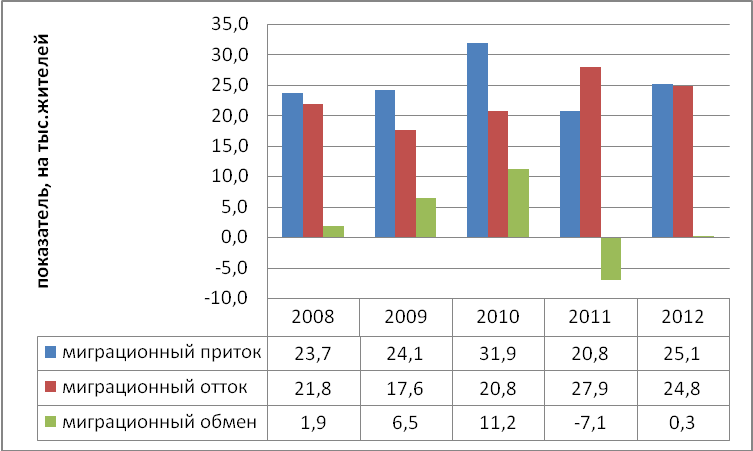 показатель, на тыс.жителей
35,0
30,0
25,0
20,0
15,0
10,0
5,0
0,0
-5,0
-10,0
2008 2009 2010 2011 2012
миграционный приток 23,7 24,1 31,9 20,8 25,1
миграционный отток 21,8 17,6 20,8 27,9 24,8
миграционный обмен 1,9 6,5 11,2 -7,1 0,3